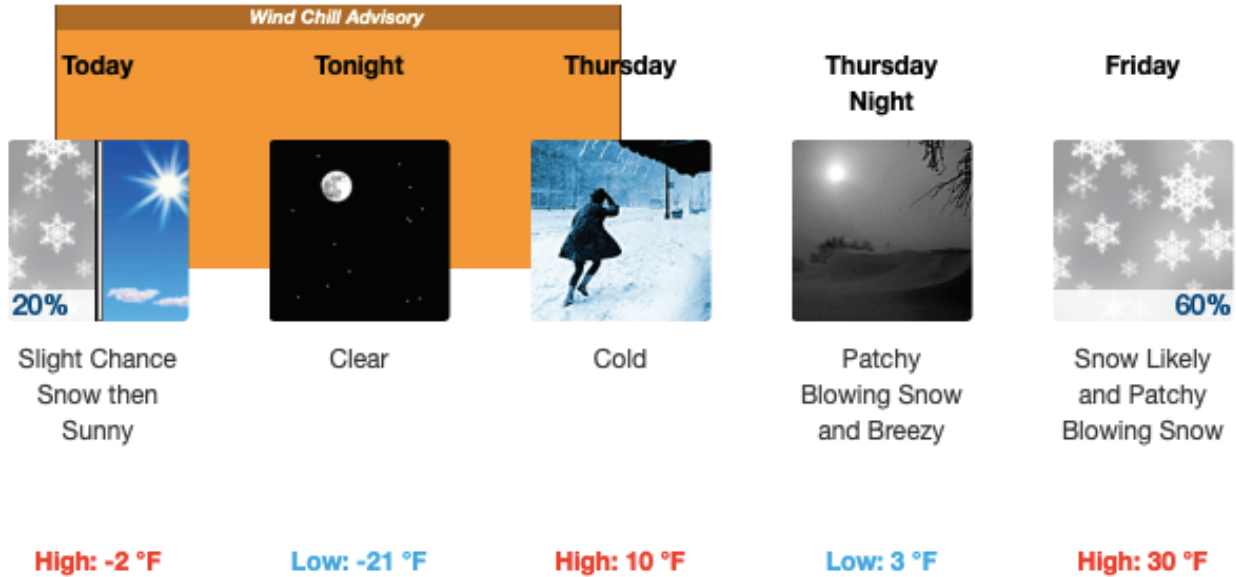 Wind Chill Advisory
Today
Tonight
Thursday
Thursday
Night
Friday
20%
60%
Slight Chance
Snow then
Sunny
Clear
Cold
Patchy
Blowing Snow
and Breezy
Snow Likely
and Patchy
Blowing Snow
High: -2 °F
Low: -21 °F
High: 10 °F
Low: 3 °F
High: 30 °F